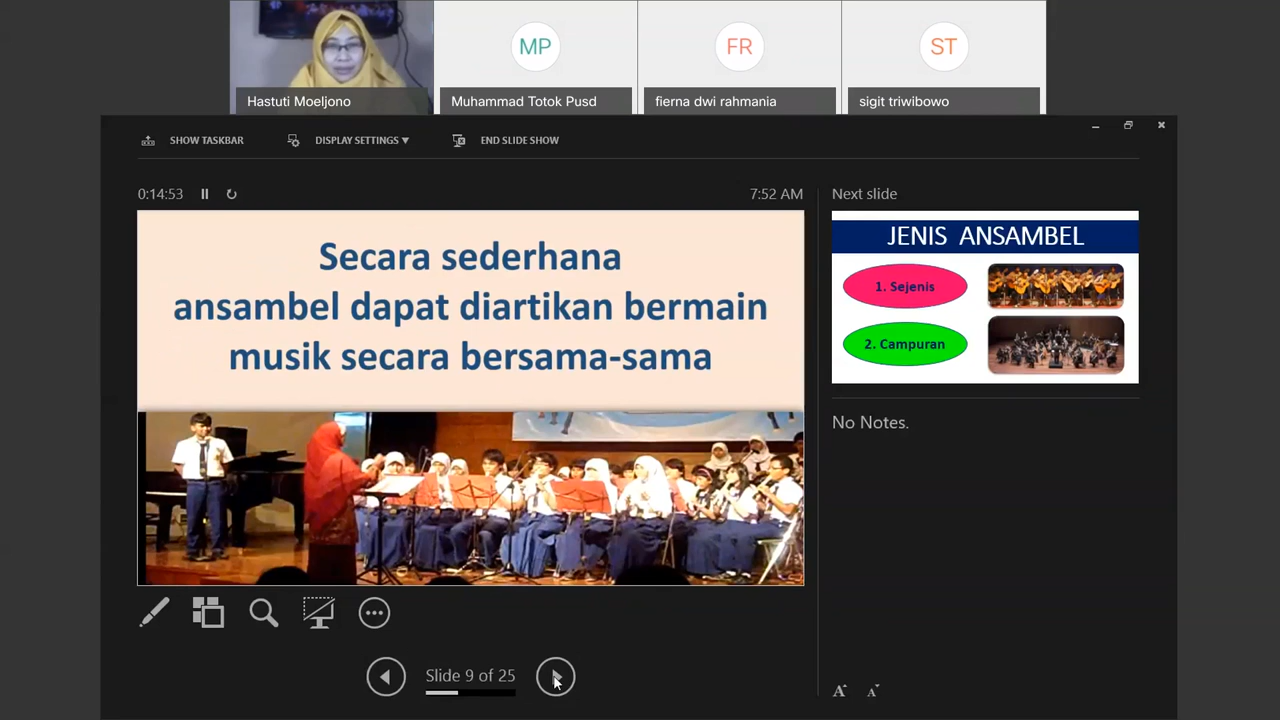 MP
FR
ST
Hastuti Moeljono
Muhammad Totok Pusd
fierna dwi rahmania
sigit triwibowo
SHOW TASKBAR
DISPLAY SETTINGS ▼
END SLIDE SHOW
0:14:53
7:52 AM
Next slide
Secara sederhana
ansambel dapat diartikan bermain
musik secara bersama-sama
JENIS ANSAMBEL
1. Sejenis
2. Campuran
No Notes.
Slide 9 of 25
A A